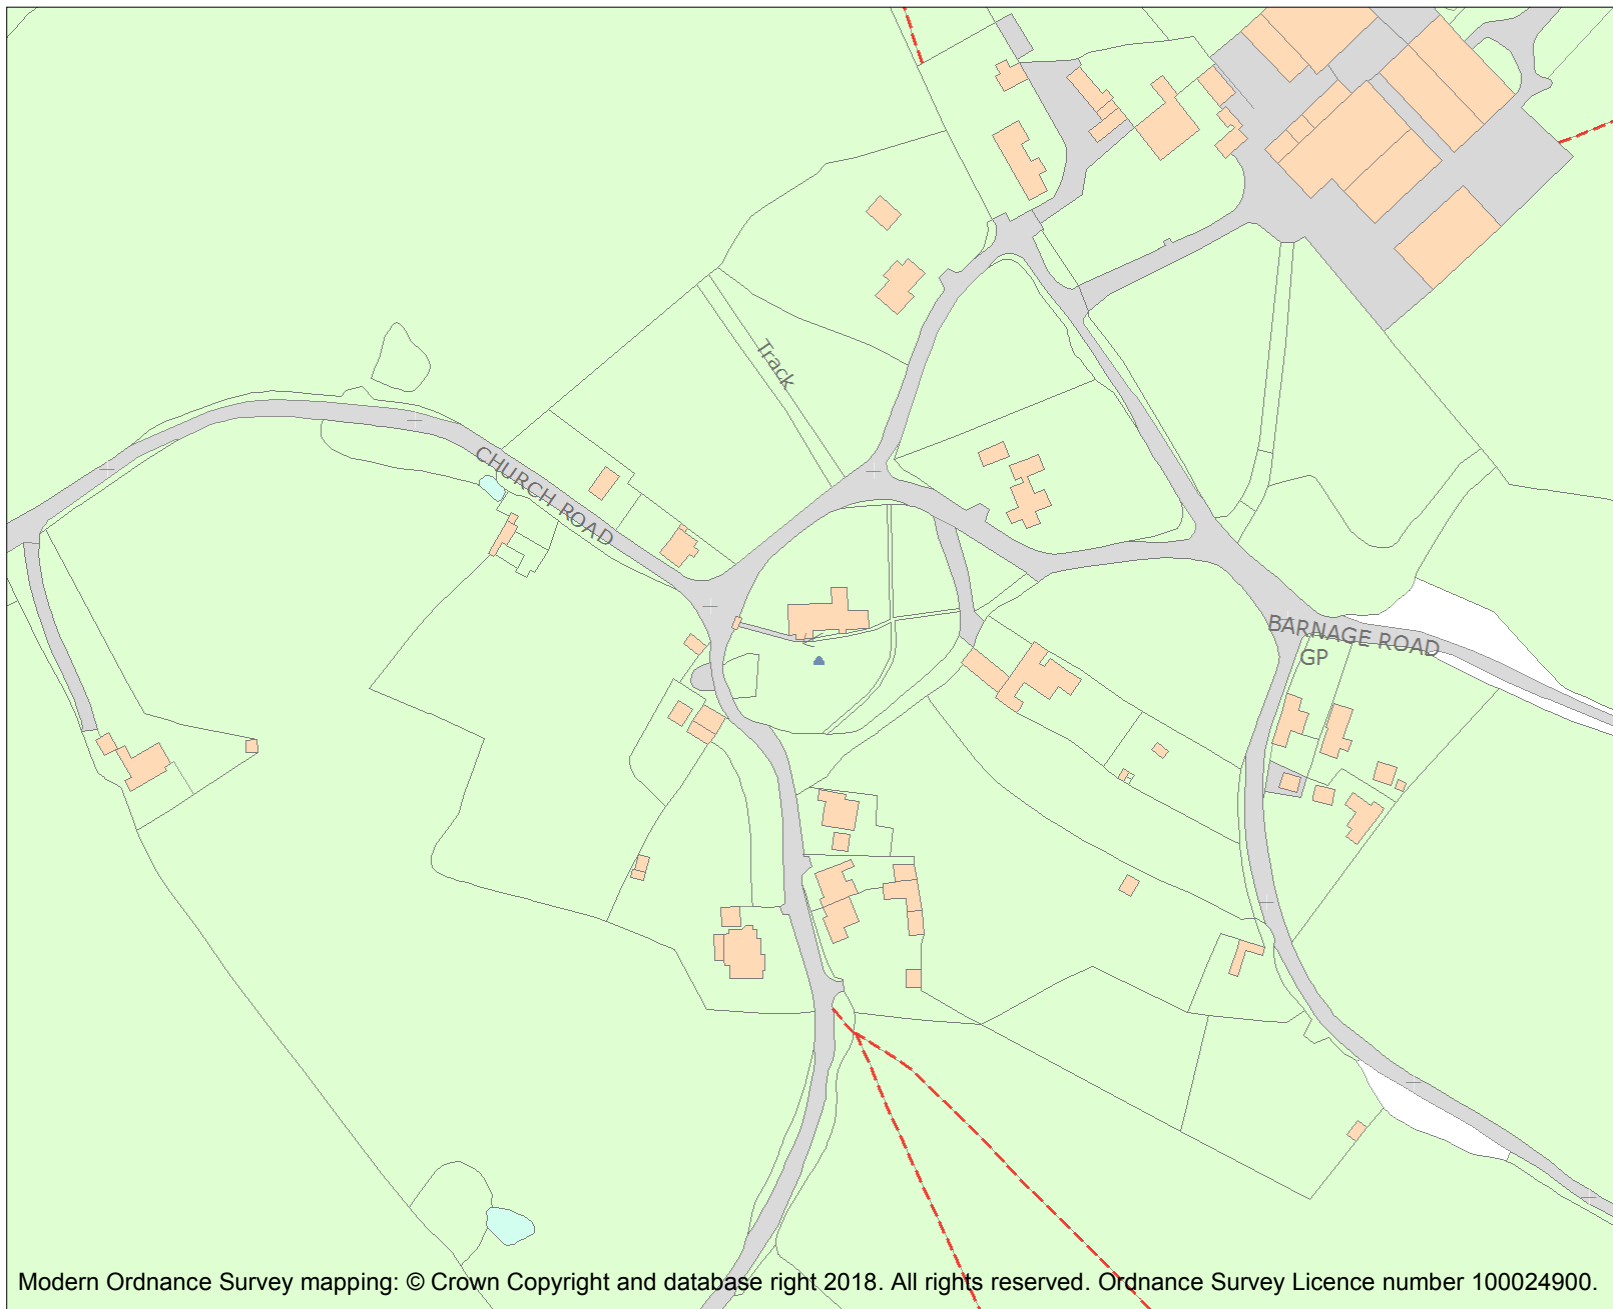 Track
CHURCH ROAD
BARNAGE ROAD
GP
Modern Ordnance Survey mapping: © Crown Copyright and database right 2018. All rights reserved. Ordnance Survey Licence number 100024900.